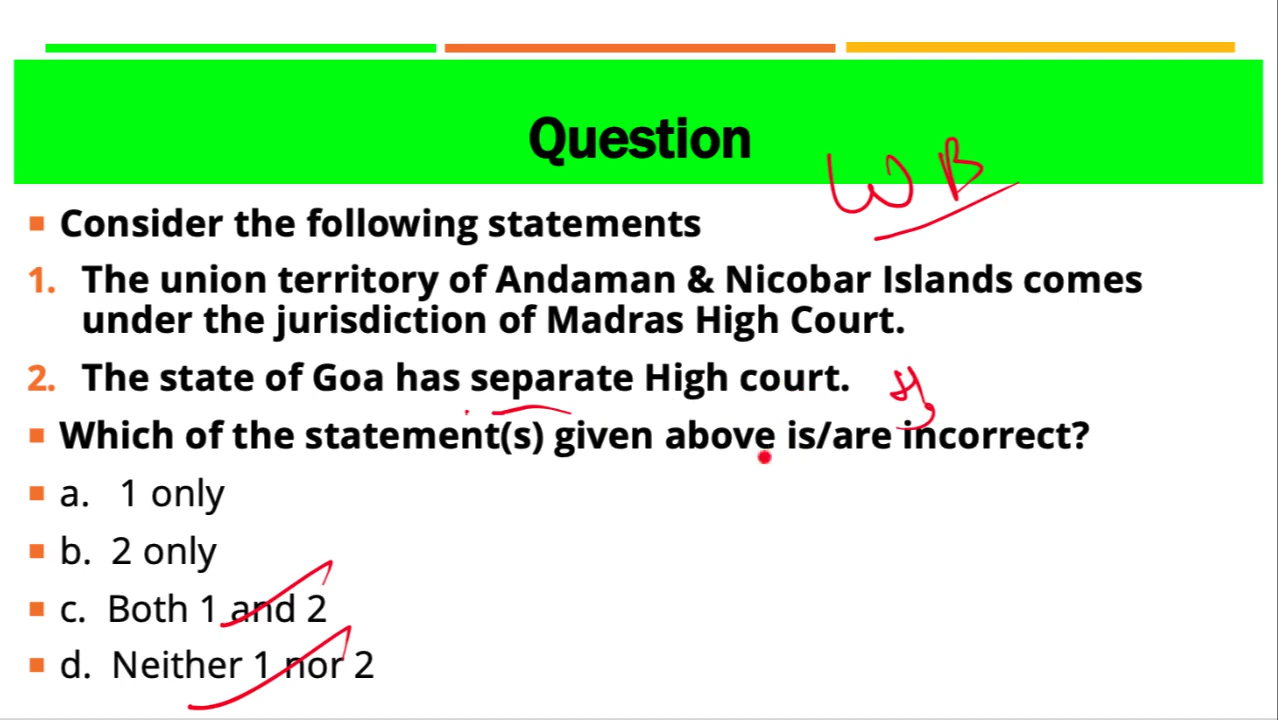 Question
W B
Consider the following statements
1. The union territory of Andaman & Nicobar Islands comes
under the jurisdiction of Madras High Court.
2. The state of Goa has separate High court.
Which of the statement(s) given above is/are incorrect?
a. 1 only
b. 2 only
c. Both 1 and 2
d. Neither 1 nor 2